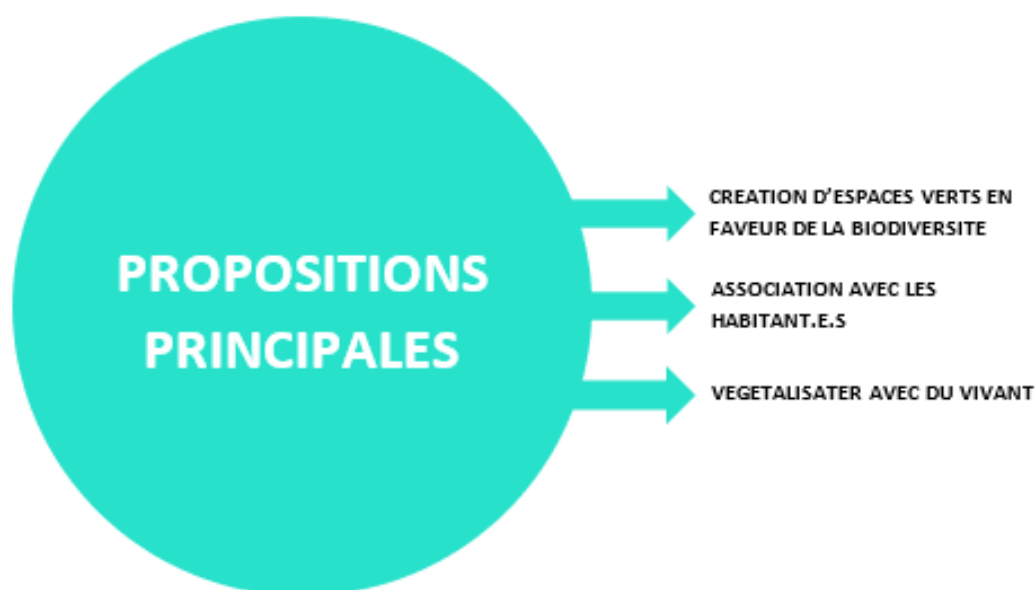 PROPOSITIONS
PRINCIPALES
CREATION D'ESPACES VERTS EN
FAVEUR DE LA BIODIVERSITE
ASSOCIATION AVEC LES
HABITANT.E.S
VEGETALISATER AVEC DU VIVANT